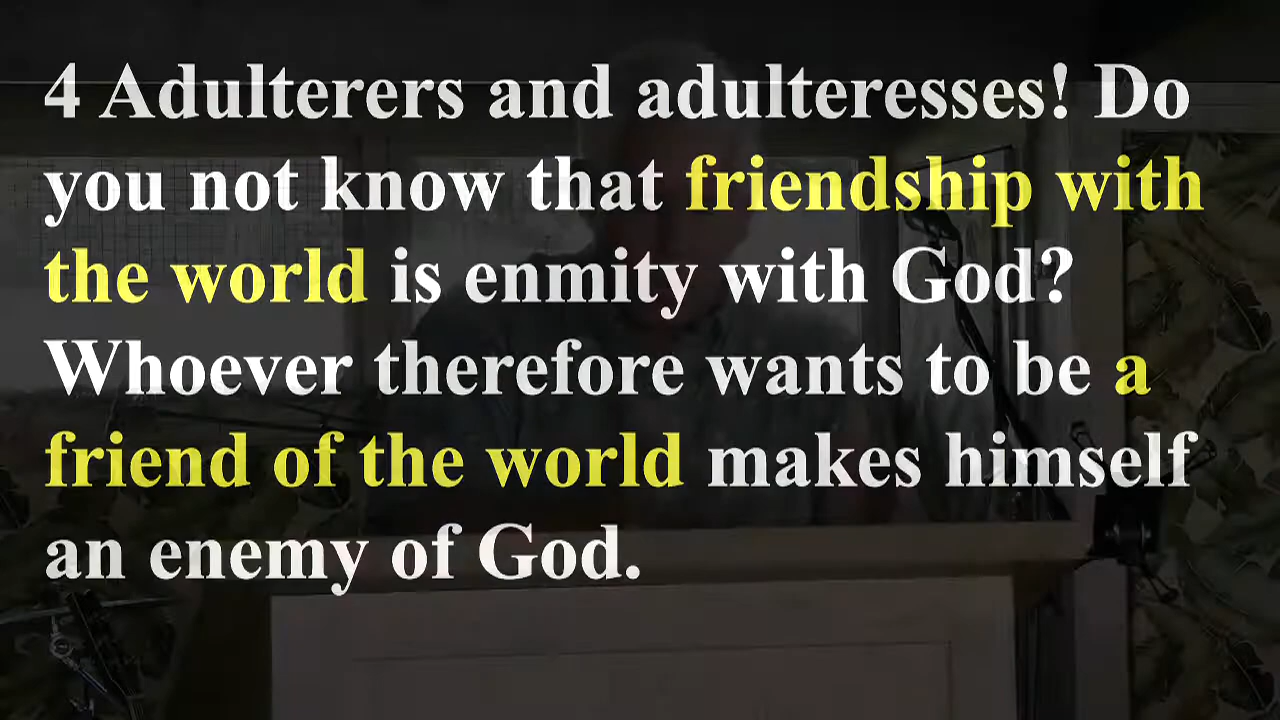 4 Adulterers and adulteresses! Do
you not know that friendship with
the world is enmity with God?
Whoever therefore wants to be a
friend of the world makes himself
an enemy of God.